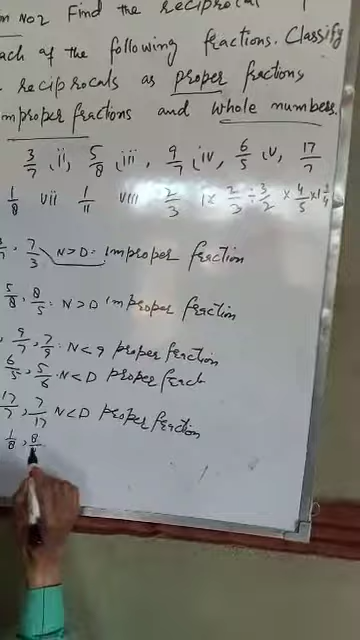 No2 Find the reciprocal
ach of the following fractions. Classify
reciprocals as proper fractions
improper fractions and whole numbers.
3/7 ,ii, 5/8 ,iii, 9/7 ,iv, 6/5 ,v, 17/7
1/8 vii 1/11 viii 2/3 ix 2/3 ÷ 3/2 × 4/5 ×
7/3 N>D = improper fraction
5/8, 8/5 : N>D improper fraction
9/7, 7/9 : N<9 proper fraction
6/5, 5/6 . N<D proper fract
17/7, 7/17 N<D proper fraction
1/8, 8